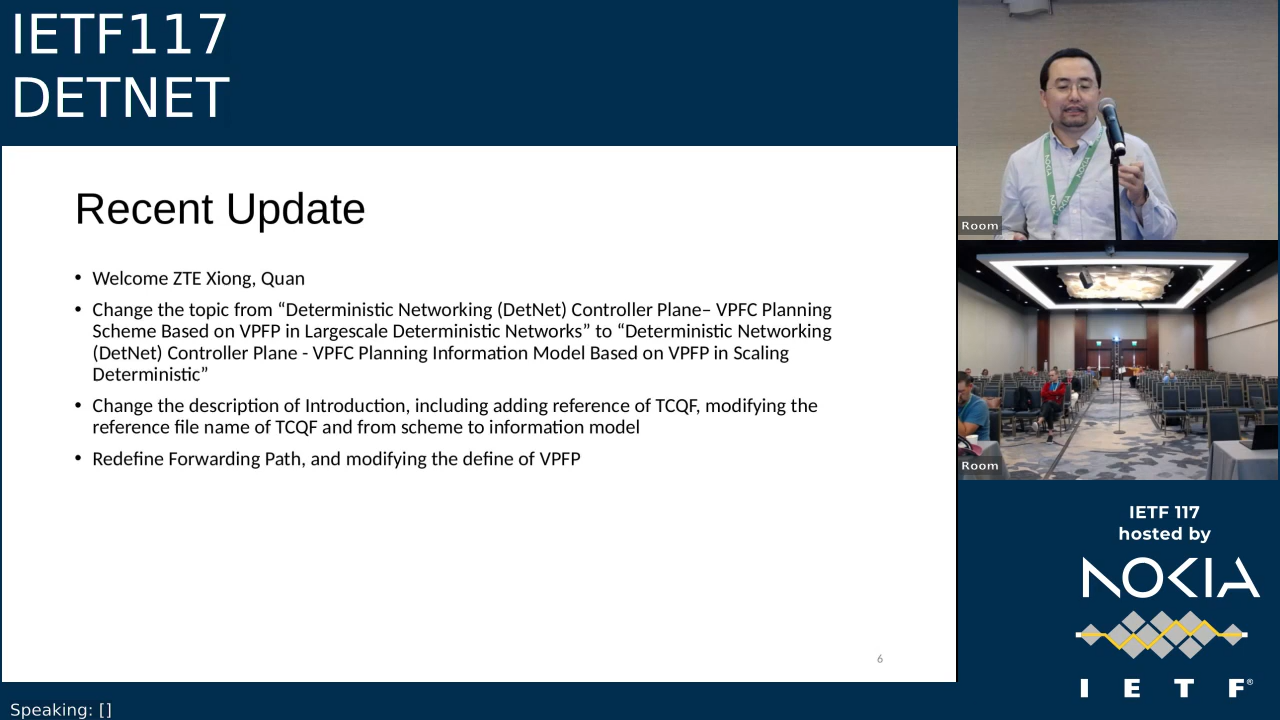 IETF117
DETNET
Recent Update
• Welcome ZTE Xiong, Quan
• Change the topic from “Deterministic Networking (DetNet) Controller Plane– VPFC Planning
Scheme Based on VPFP in Largescale Deterministic Networks” to “Deterministic Networking
(DetNet) Controller Plane - VPFC Planning Information Model Based on VPFP in Scaling
Deterministic”
• Change the description of Introduction, including adding reference of TCQF, modifying the
reference file name of TCQF and from scheme to information model
• Redefine Forwarding Path, and modifying the define of VPFP
6
Speaking: []
Room
Room
IETF 117
hosted by
NOKIA
I E T F®